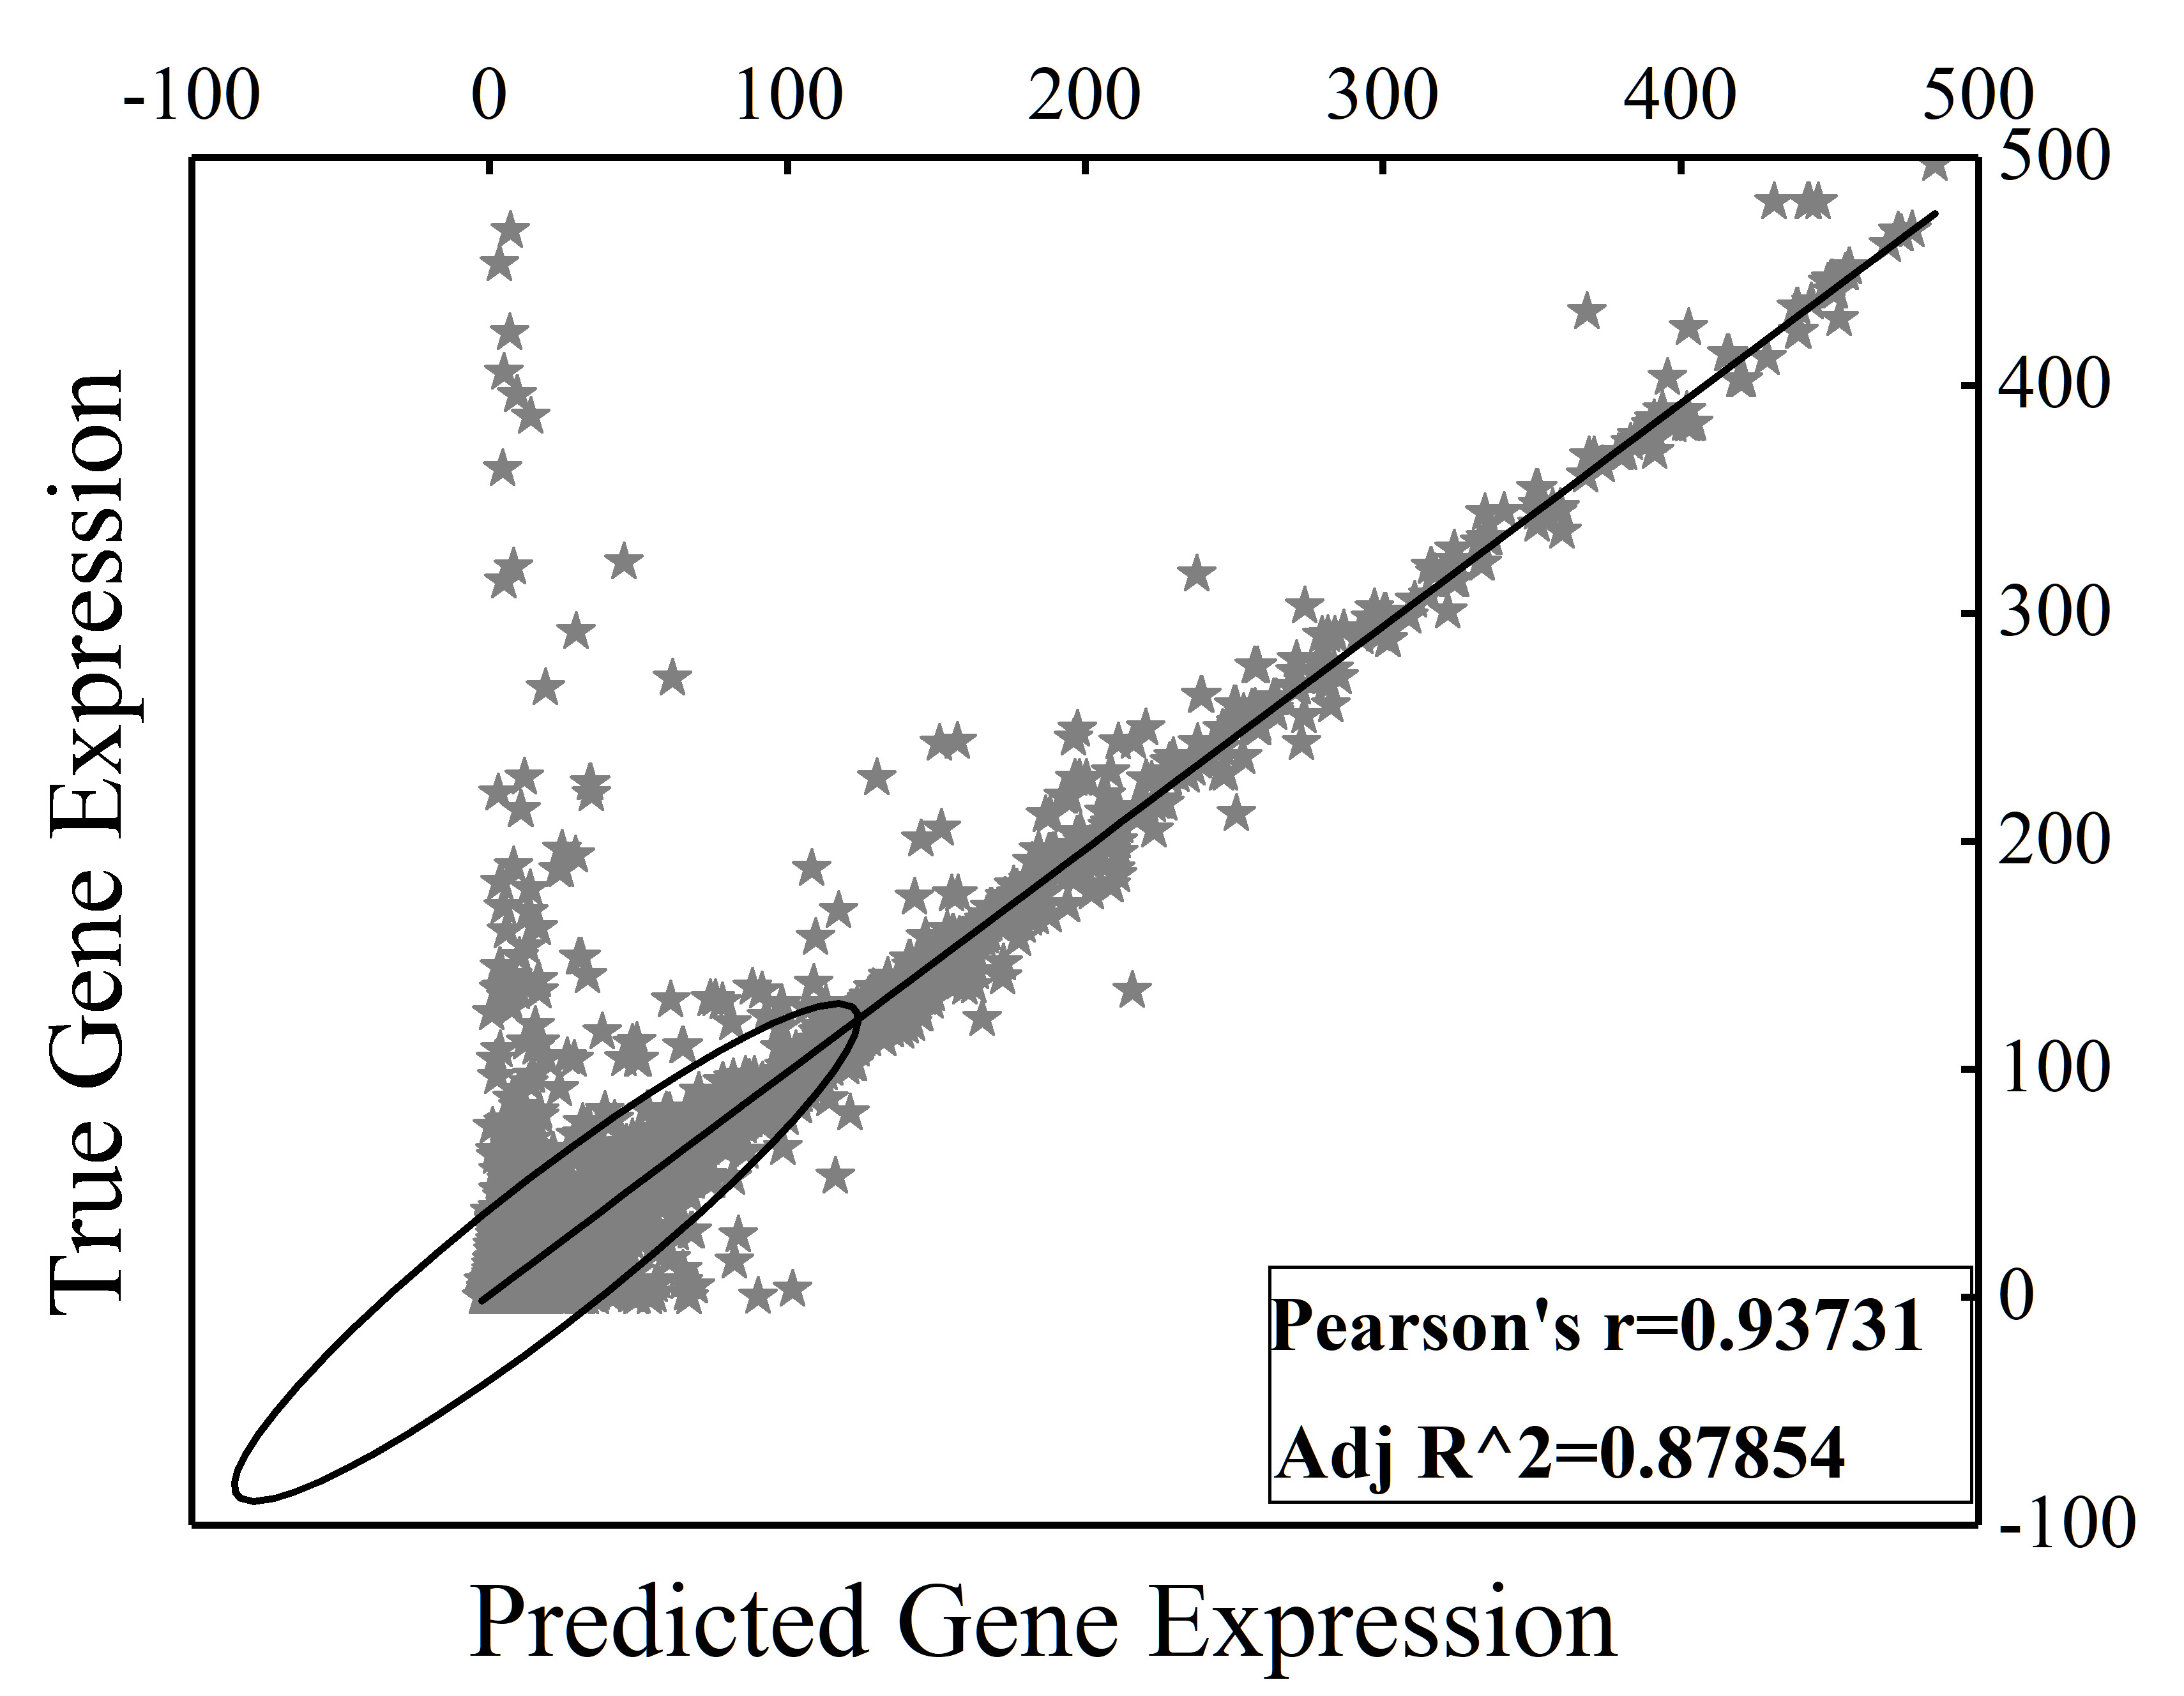 -100 0 100 200 300 400 500
500
400
300
200
100
0
-100
True Gene Expression
Pearson's r=0.93731
Adj R^2=0.87854
Predicted Gene Expression